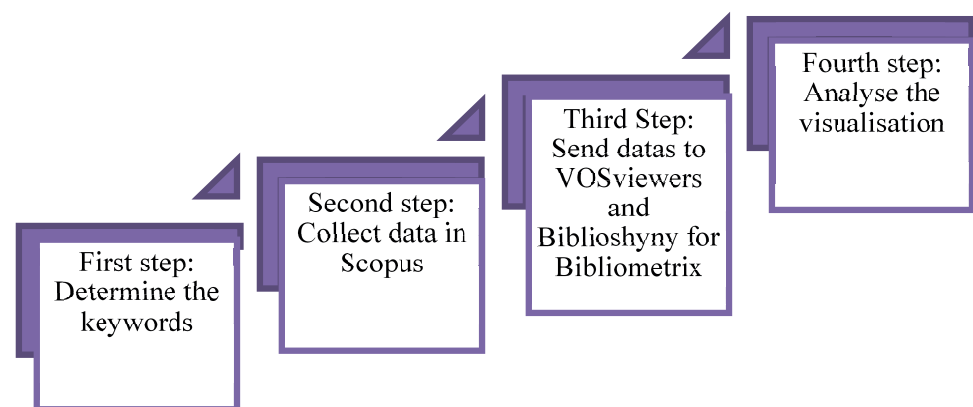 First step:
Determine the
keywords
Second step:
Collect data in
Scopus
Third Step:
Send datas to
VOSviewers
and
Biblioshyny for
Bibliometrix
Fourth step:
Analyse the
visualisation